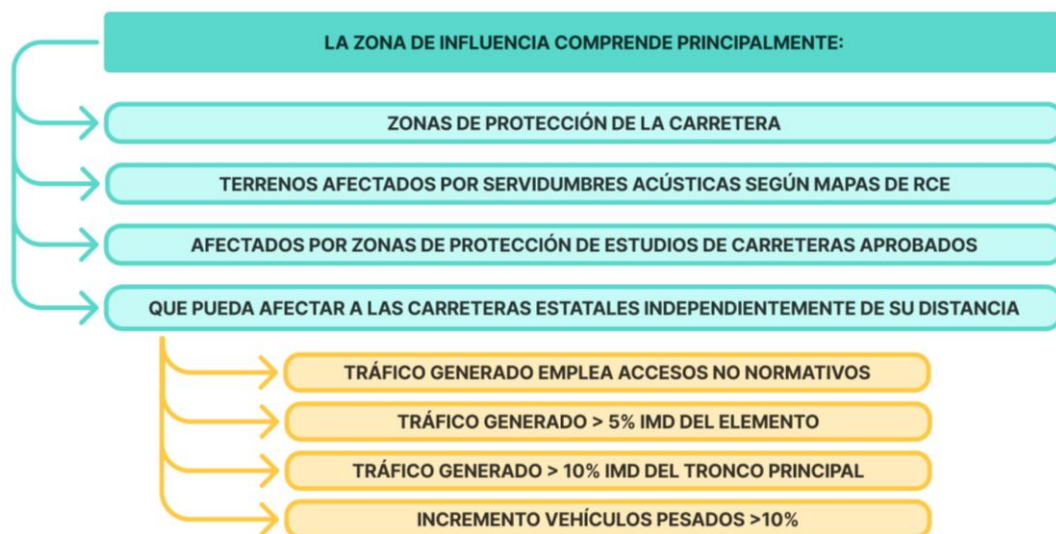 LA ZONA DE INFLUENCIA COMPRENDE PRINCIPALMENTE:
ZONAS DE PROTECCIÓN DE LA CARRETERA
TERRENOS AFECTADOS POR SERVIDUMBRES ACÚSTICAS SEGÚN MAPAS DE RCE
AFECTADOS POR ZONAS DE PROTECCIÓN DE ESTUDIOS DE CARRETERAS APROBADOS
QUE PUEDA AFECTAR A LAS CARRETERAS ESTATALES INDEPENDIENTEMENTE DE SU DISTANCIA
TRÁFICO GENERADO EMPLEA ACCESOS NO NORMATIVOS
TRÁFICO GENERADO > 5% IMD DEL ELEMENTO
TRÁFICO GENERADO > 10% IMD DEL TRONCO PRINCIPAL
INCREMENTO VEHÍCULOS PESADOS >10%